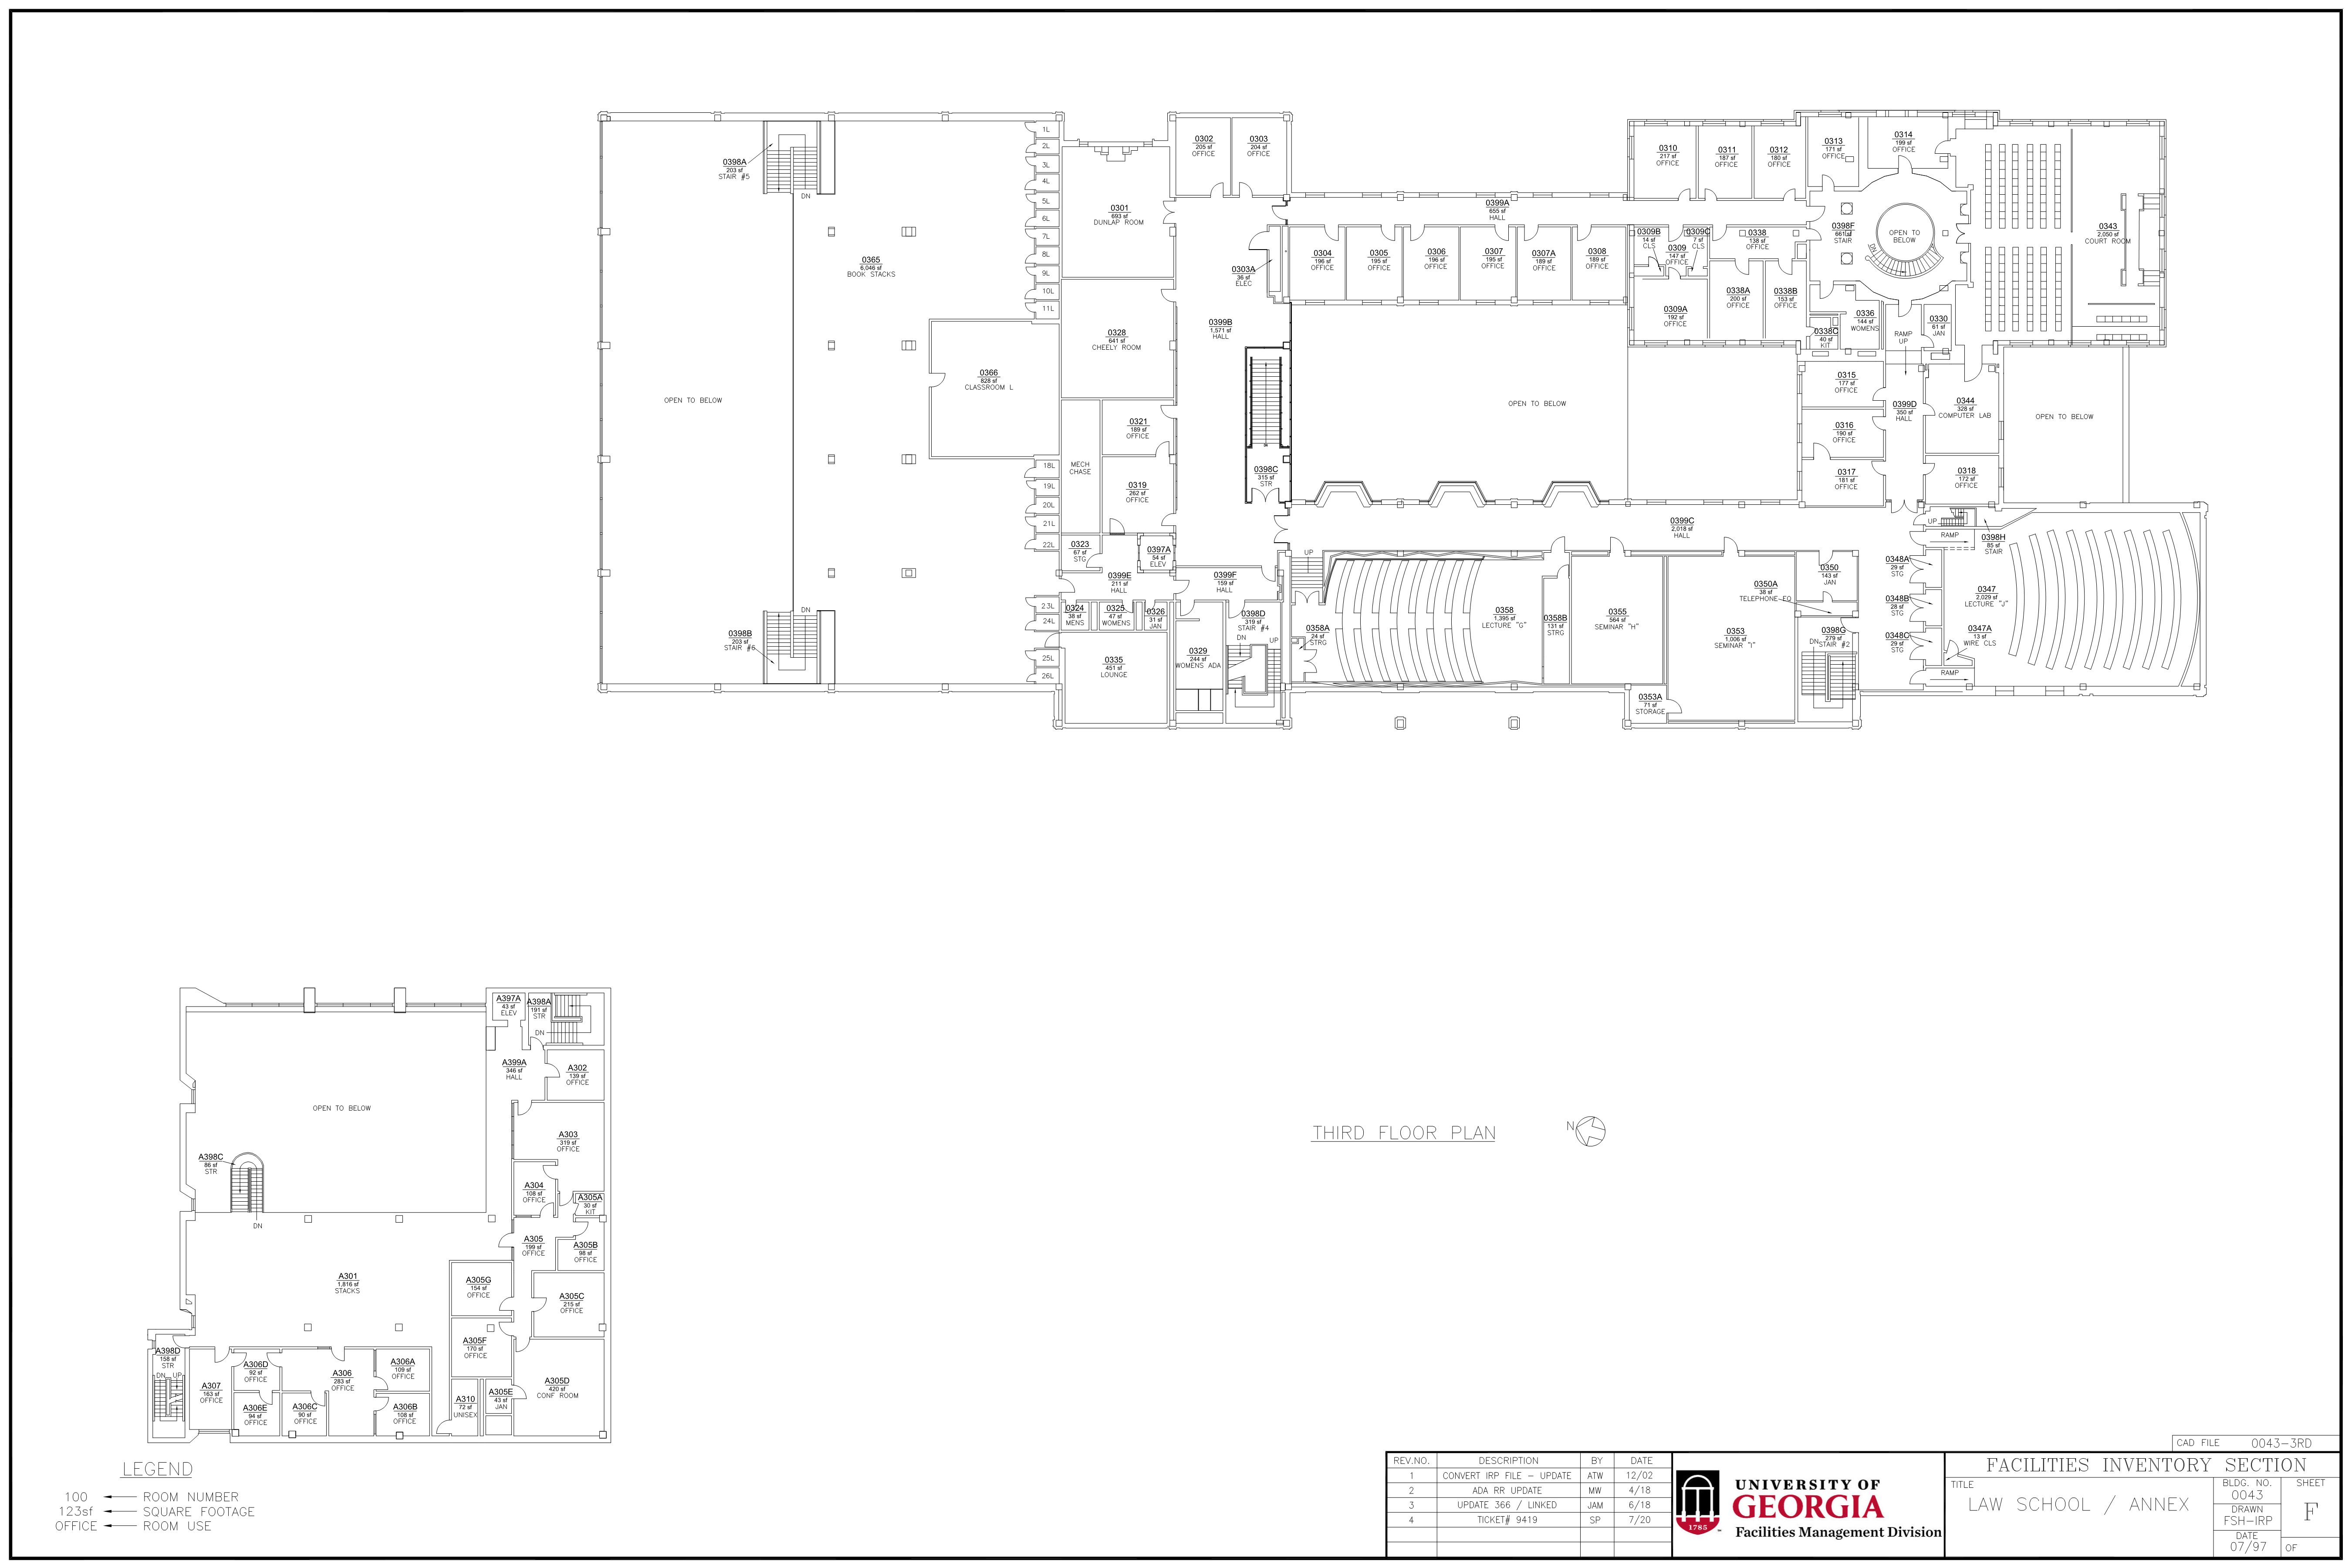 0398A
203 sf
STAIR #5
DN
1L
2L
3L
4L
5L
6L
7L
8L
9L
10L
11L
0365
6,046 sf
BOOK STACKS
OPEN TO BELOW
0366
828 sf
CLASSROOM L
18L
19L
20L
21L
22L
23L
24L
25L
26L
DN
0398B
203 sf
STAIR #6
0301
693 sf
DUNLAP ROOM
0328
641 sf
CHEELY ROOM
0321
189 sf
OFFICE
MECH
CHASE
0319
262 sf
OFFICE
0323
67 sf
STG
0397A
54 sf
ELEV
0399E
211 sf
HALL
0324
38 sf
MENS
0325
47 sf
WOMENS
0326
31 sf
JAN
0335
451 sf
LOUNGE
0302
205 sf
OFFICE
0303
204 sf
OFFICE
0303A
36 sf
ELEC
0399B
1,571 sf
HALL
0398C
315 sf
STR
0399F
159 sf
HALL
0398D
319 sf
STAIR #4
DN
UP
0329
244 sf
WOMENS ADA
0399A
655 sf
HALL
0304
196 sf
OFFICE
0305
195 sf
OFFICE
0306
196 sf
OFFICE
0307
195 sf
OFFICE
0307A
189 sf
OFFICE
0308
189 sf
OFFICE
OPEN TO BELOW
0310
217 sf
OFFICE
0311
187 sf
OFFICE
0312
180 sf
OFFICE
0313
171 sf
OFFICE
0314
199 sf
OFFICE
0309B
14 sf
CLS
0309
147 sf
OFFICE
0309C
7 sf
CLS
0338
138 sf
OFFICE
0309A
192 sf
OFFICE
0338A
200 sf
OFFICE
0338B
153 sf
OFFICE
0338C
40 sf
KIT
0398F
661 sf
STAIR
OPEN TO
BELOW
DN
0336
144 sf
WOMENS
0330
61 sf
JAN
RAMP
UP
0343
2,050 sf
COURT ROOM
0315
177 sf
OFFICE
0316
190 sf
OFFICE
0317
181 sf
OFFICE
0399D
350 sf
HALL
0344
328 sf
COMPUTER LAB
0318
172 sf
OFFICE
OPEN TO BELOW
0399C
2,018 sf
HALL
UP
0358A
24 sf
STRG
0358
1,395 sf
LECTURE "G"
0358B
131 sf
STRG
0355
564 sf
SEMINAR "H"
0353
1,006 sf
SEMINAR "I"
0353A
71 sf
STORAGE
0350
143 sf
JAN
0350A
38 sf
TELEPHONE EQ
0398G
279 sf
STAIR #2
DN
0348A
29 sf
STG
0348B
28 sf
STG
0348C
29 sf
STG
UP
RAMP
0398H
85 sf
STAIR
0347
2,029 sf
LECTURE "J"
0347A
13 sf
WIRE CLS
RAMP
A397A
43 sf
ELEV
A398A
191 sf
STR
DN
A399A
346 sf
HALL
A302
139 sf
OFFICE
OPEN TO BELOW
A303
319 sf
OFFICE
A398C
86 sf
STR
DN
A304
108 sf
OFFICE
A305A
30 sf
KIT
A305
199 sf
OFFICE
A305B
98 sf
OFFICE
A301
1,816 sf
STACKS
A305G
154 sf
OFFICE
A305C
215 sf
OFFICE
A305F
170 sf
OFFICE
A305D
420 sf
CONF ROOM
A305E
43 sf
JAN
A310
72 sf
UNISEX
A398D
158 sf
STR
DN
UP
A307
163 sf
OFFICE
A306D
92 sf
OFFICE
A306E
94 sf
OFFICE
A306
283 sf
OFFICE
A306C
90 sf
OFFICE
A306A
109 sf
OFFICE
A306B
108 sf
OFFICE
THIRD FLOOR PLAN
N
LEGEND
100 ROOM NUMBER
123sf SQUARE FOOTAGE
OFFICE ROOM USE
REV.NO. DESCRIPTION BY DATE
1 CONVERT IRP FILE - UPDATE ATW 12/02
2 ADA RR UPDATE MW 4/18
3 UPDATE 366 / LINKED JAM 6/18
4 TICKET# 9419 SP 7/20
1785
UNIVERSITY OF
GEORGIA
Facilities Management Division
CAD FILE 0043-3RD
FACILITIES INVENTORY SECTION
TITLE
LAW SCHOOL / ANNEX
BLDG. NO.
0043
DRAWN
FSH-IRP
DATE
07/97
SHEET
F
OF